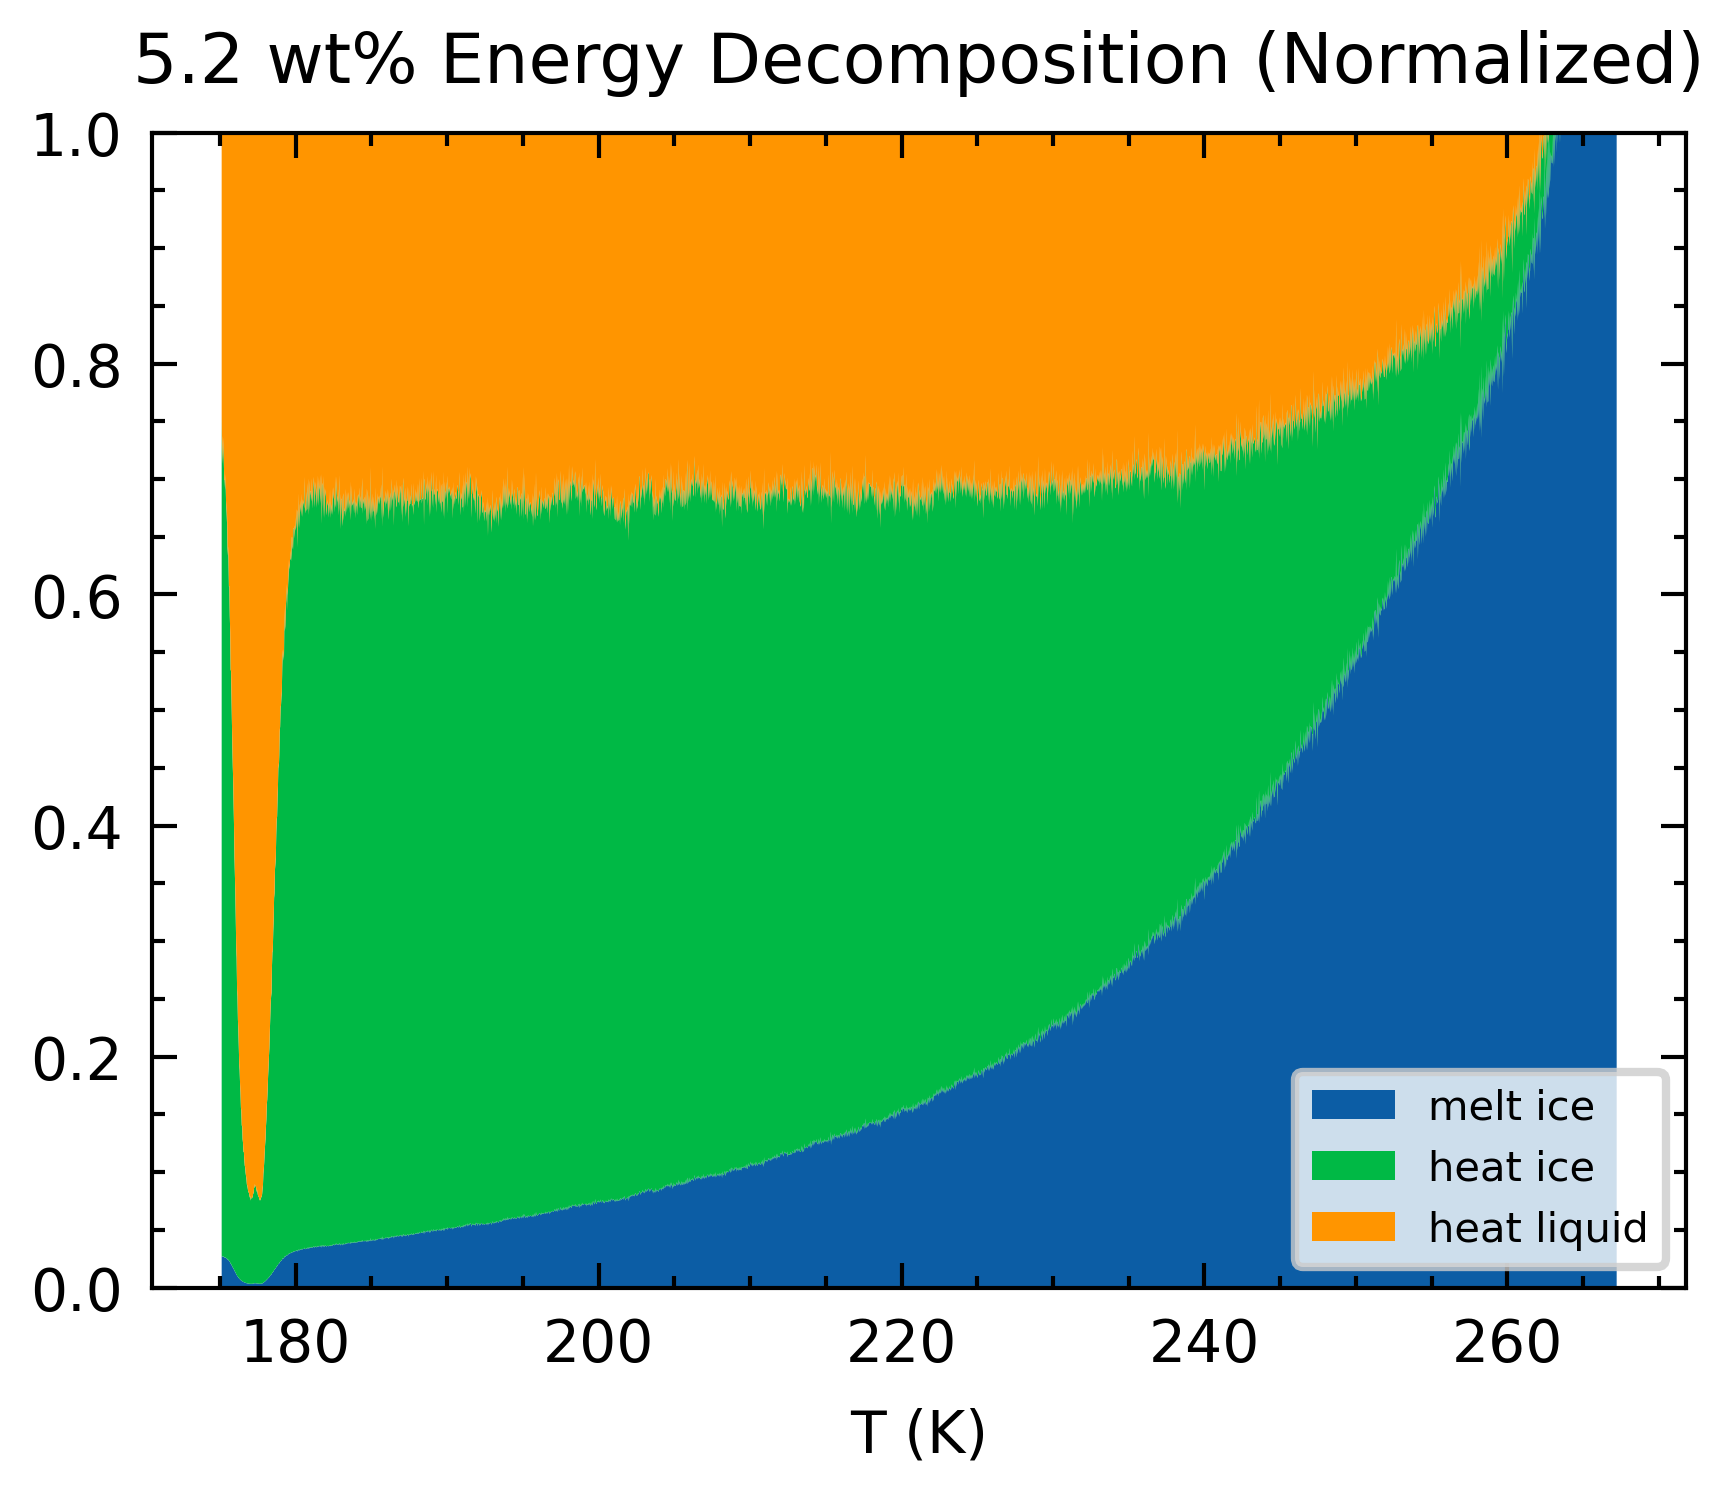 5.2 wt% Energy Decomposition (Normalized)
1.0
0.8
0.6
0.4
0.2
0.0
melt ice
heat ice
heat liquid
180 200 220 240 260
T (K)